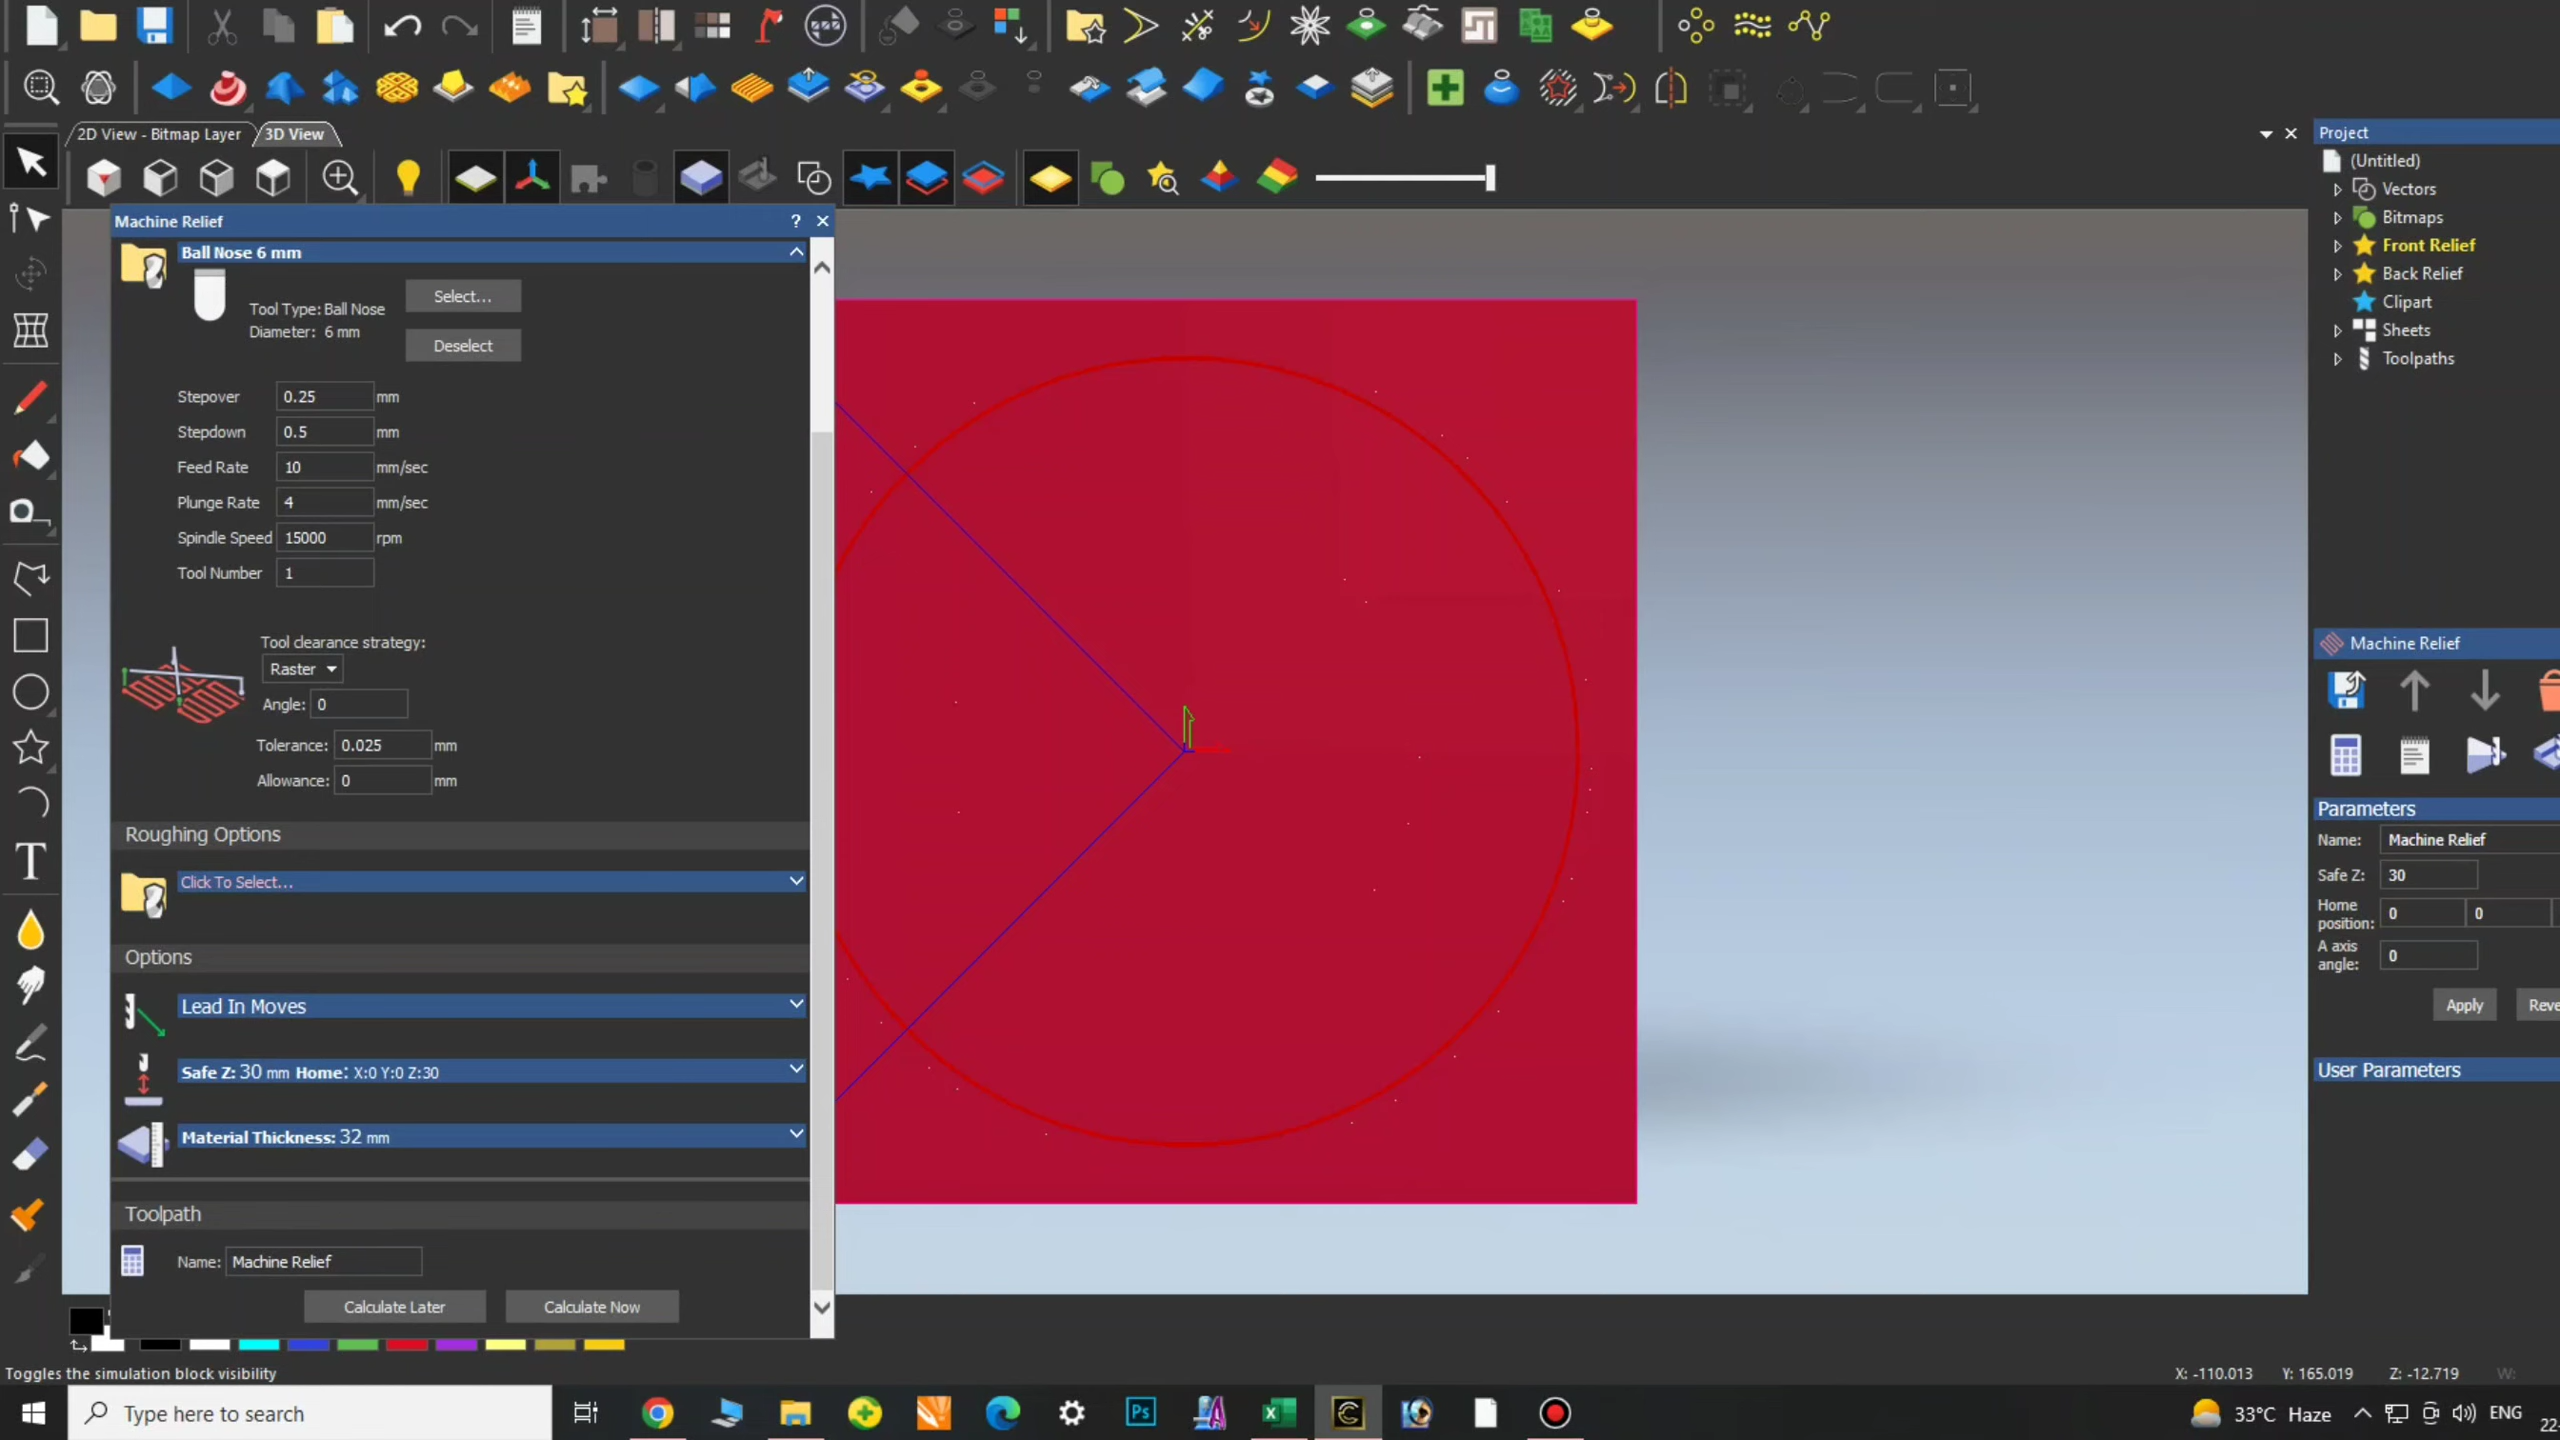 2D View - Bitmap Layer
3D View
Project
(Untitled)
Vectors
Bitmaps
Front Relief
Back Relief
Clipart
Sheets
Toolpaths
Machine Relief ?
Ball Nose 6 mm
Tool Type: Ball Nose
Diameter: 6 mm
Select...
Deselect
Stepover 0.25 mm
Stepdown 0.5 mm
Feed Rate 10 mm/sec
Plunge Rate 4 mm/sec
Spindle Speed 15000 rpm
Tool Number 1
Tool clearance strategy:
Raster
Angle: 0
Tolerance: 0.025 mm
Allowance: 0 mm
Roughing Options
Click To Select...
Options
Lead In Moves
Safe Z: 30 mm Home: X:0 Y:0 Z:30
Material Thickness: 32 mm
Toolpath
Name: Machine Relief
Calculate Later Calculate Now
Machine Relief
Parameters
Name: Machine Relief
Safe Z: 30
Home position: 0 0
A axis angle: 0
Apply Reve
User Parameters
Toggles the simulation block visibility
X: -110.013 Y: 165.019 Z: -12.719 W:
Type here to search
Ps
33°C Haze
ENG
22-